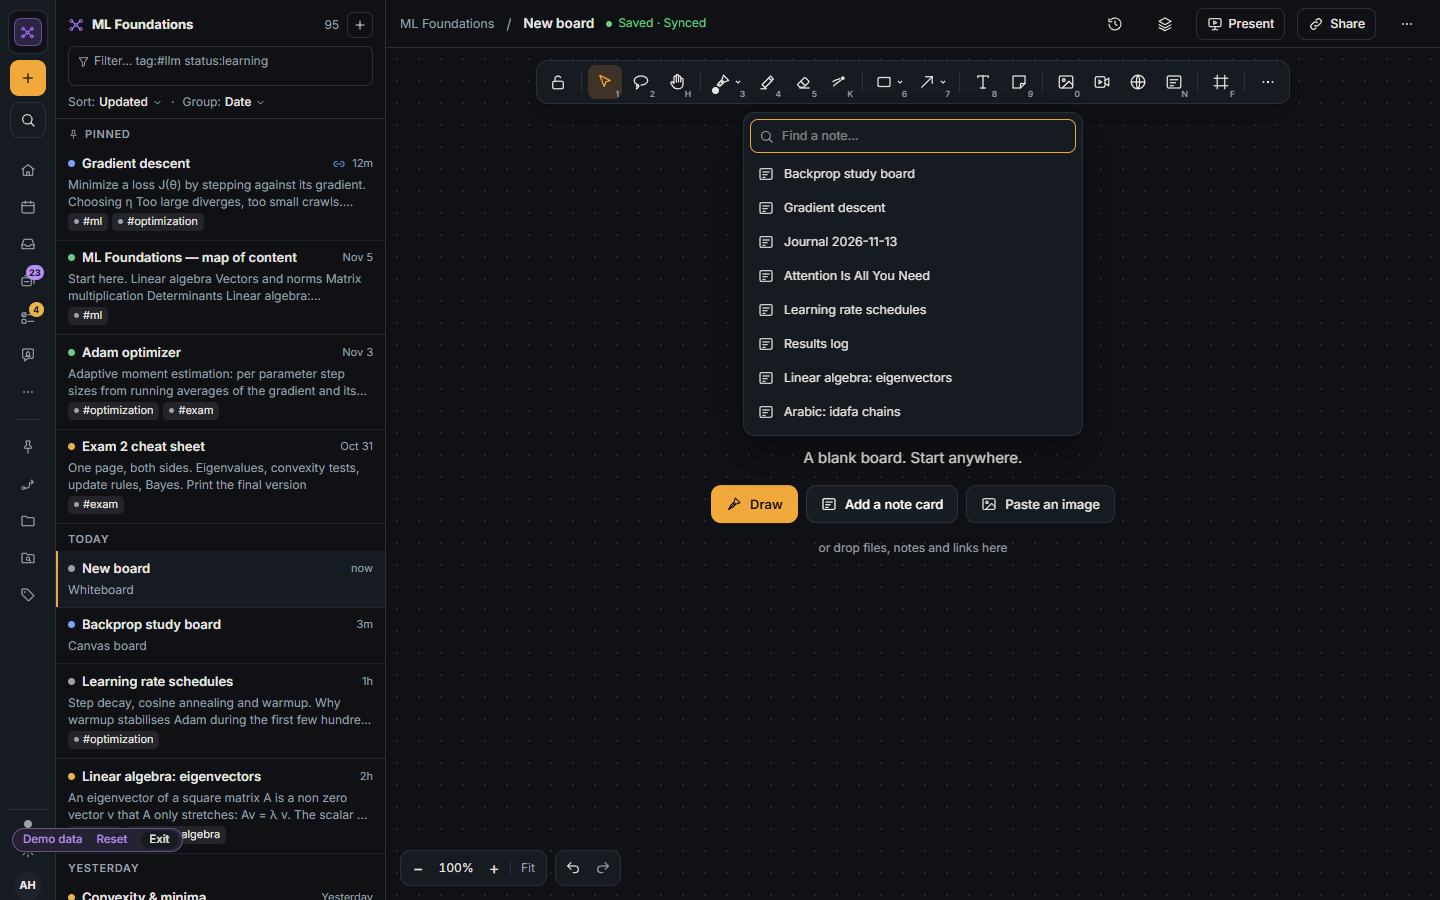 ML Foundations
95
Filter... tag:#llm status:learning
Sort: Updated · Group: Date
PINNED
Gradient descent
12m
Minimize a loss J(θ) by stepping against its gradient.
Choosing η Too large diverges, too small crawls....
#ml
#optimization
ML Foundations — map of content
Nov 5
Start here. Linear algebra Vectors and norms Matrix
multiplication Determinants Linear algebra:...
#ml
Adam optimizer
Nov 3
Adaptive moment estimation: per parameter step
sizes from running averages of the gradient and its...
#optimization
#exam
Exam 2 cheat sheet
Oct 31
One page, both sides. Eigenvalues, convexity tests,
update rules, Bayes. Print the final version
#exam
TODAY
New board
now
Whiteboard
Backprop study board
3m
Canvas board
Learning rate schedules
1h
Step decay, cosine annealing and warmup. Why
warmup stabilises Adam during the first few hundre...
#optimization
Linear algebra: eigenvectors
2h
An eigenvector of a square matrix A is a non zero
vector v that A only stretches: Av = λ v. The scalar ...
algebra
YESTERDAY
Convexity & minima
Yesterday
23
4
Demo data
Reset
Exit
AH
ML Foundations / New board
Saved · Synced
Present
Share
1
2
H
3
4
5
K
6
7
8
9
0
N
F
Find a note...
Backprop study board
Gradient descent
Journal 2026-11-13
Attention Is All You Need
Learning rate schedules
Results log
Linear algebra: eigenvectors
Arabic: idafa chains
A blank board. Start anywhere.
Draw
Add a note card
Paste an image
or drop files, notes and links here
− 100% + Fit